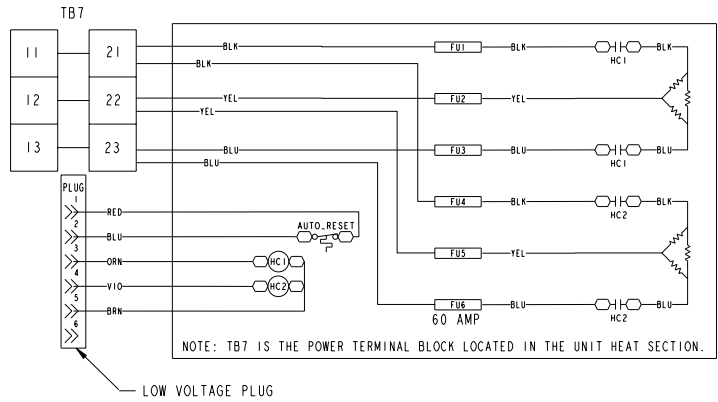 TB7
11 21 BLK FU1 BLK BLK
HC1
BLK
12 22 YEL FU2 YEL
YEL
13 23 BLU FU3 BLU BLU
HC1
BLU
PLUG
1 RED FU4 BLK BLK
HC2
2 BLU AUTO_RESET
3 ORN HC1 FU5 YEL
4 VIO HC2
5 BRN FU6 BLU BLU
HC2
60 AMP
6
NOTE: TB7 IS THE POWER TERMINAL BLOCK LOCATED IN THE UNIT HEAT SECTION.
LOW VOLTAGE PLUG